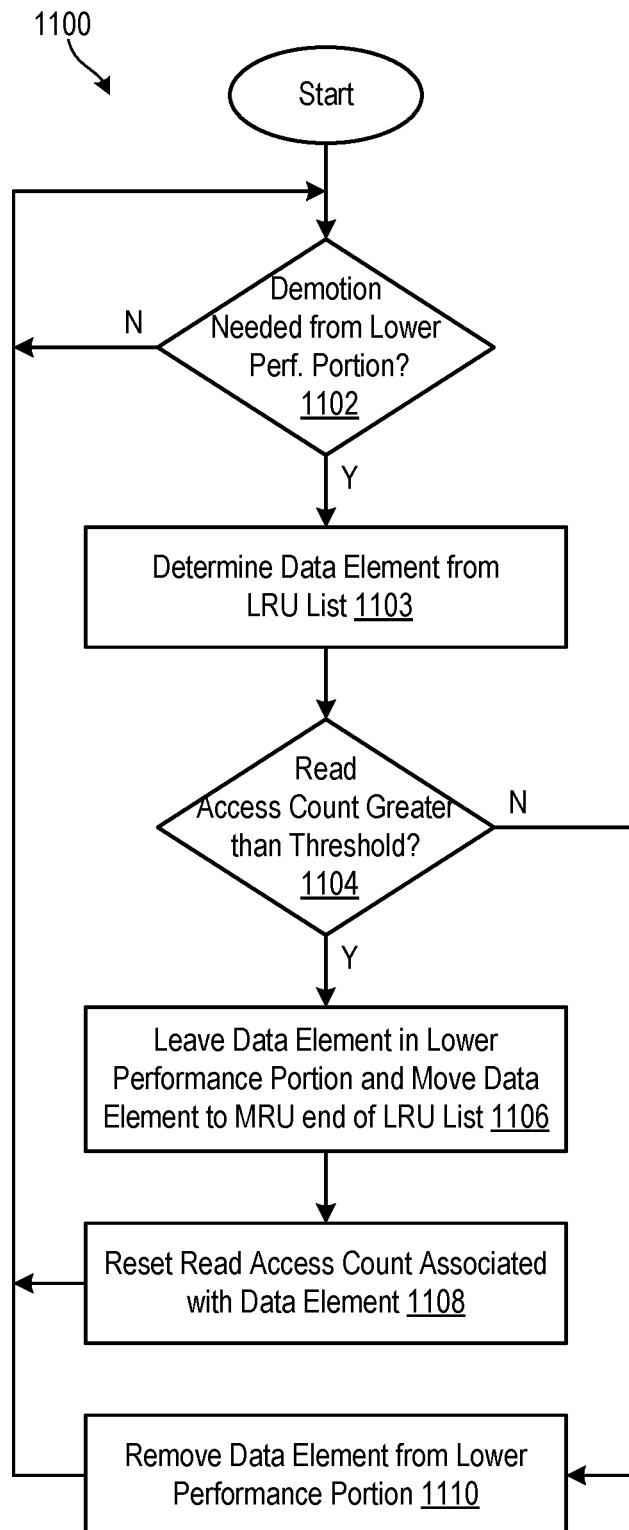 1100
Start
Demotion
Needed from Lower
Perf. Portion?
1102
N
Y
Determine Data Element from
LRU List 1103
Read
Access Count Greater
than Threshold?
1104
N
Y
Leave Data Element in Lower
Performance Portion and Move Data
Element to MRU end of LRU List 1106
Reset Read Access Count Associated
with Data Element 1108
Remove Data Element from Lower
Performance Portion 1110